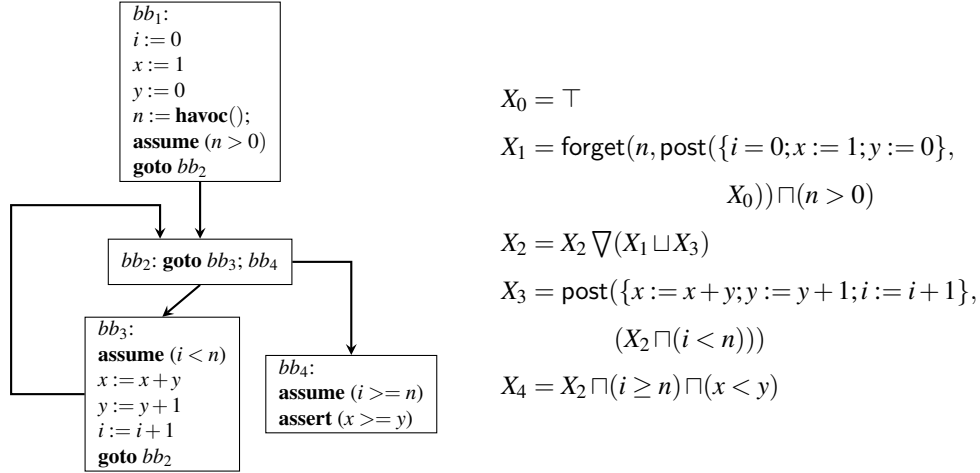 bb₁:
i := 0
x := 1
y := 0
n := havoc();
assume (n > 0)
goto bb₂
bb₂: goto bb₃; bb₄
bb₃:
assume (i < n)
x := x + y
y := y + 1
i := i + 1
goto bb₂
bb₄:
assume (i >= n)
assert (x >= y)
X₀ = ⊤
X₁ = forget(n, post({i = 0; x := 1; y := 0},
X₀)) ⊓ (n > 0)
X₂ = X₂ ▽ (X₁ ⊔ X₃)
X₃ = post({x := x + y; y := y + 1; i := i + 1},
(X₂ ⊓ (i < n)))
X₄ = X₂ ⊓ (i ≥ n) ⊓ (x < y)